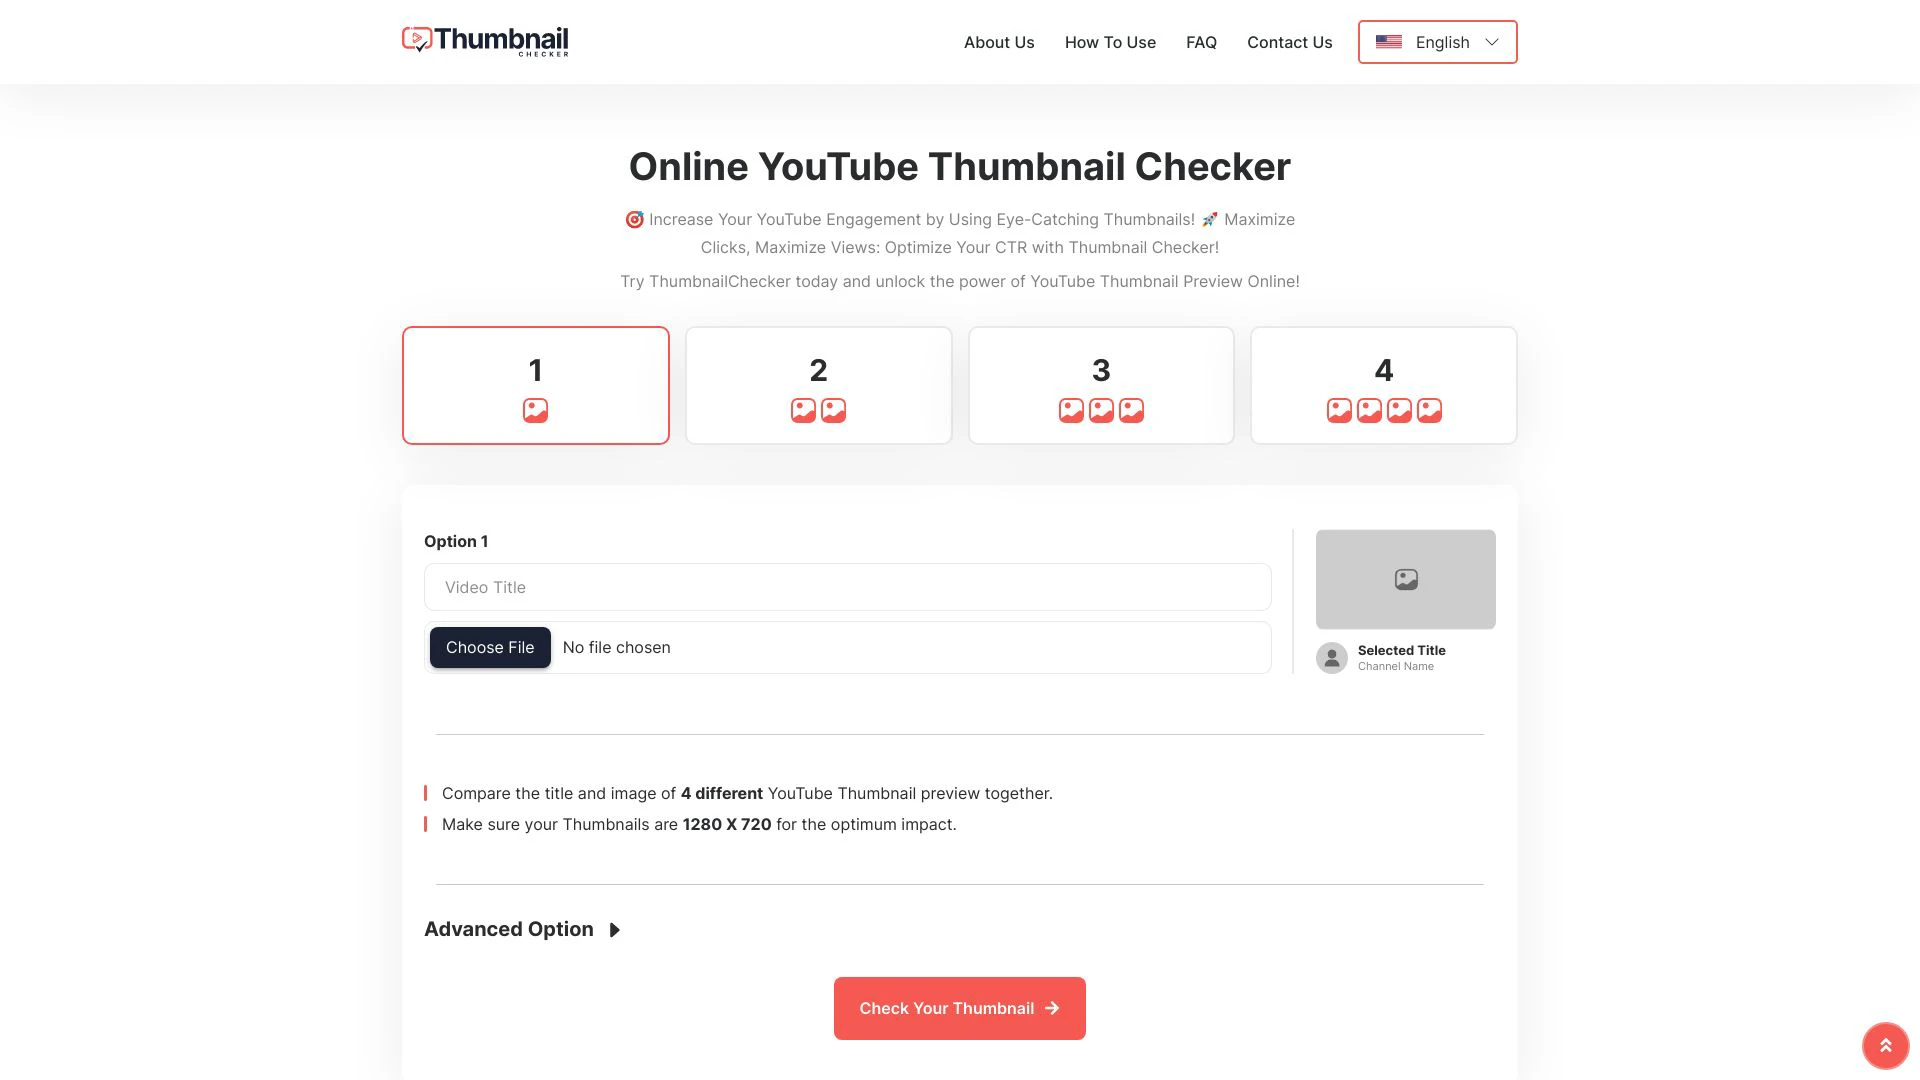 Thumbnail
CHECKER
About Us
How To Use
FAQ
Contact Us
English
Online YouTube Thumbnail Checker
🎯 Increase Your YouTube Engagement by Using Eye-Catching Thumbnails! 🚀 Maximize
Clicks, Maximize Views: Optimize Your CTR with Thumbnail Checker!
Try ThumbnailChecker today and unlock the power of YouTube Thumbnail Preview Online!
1
2
3
4
Option 1
Video Title
Choose File
No file chosen
Selected Title
Channel Name
Compare the title and image of 4 different YouTube Thumbnail preview together.
Make sure your Thumbnails are 1280 X 720 for the optimum impact.
Advanced Option
Check Your Thumbnail